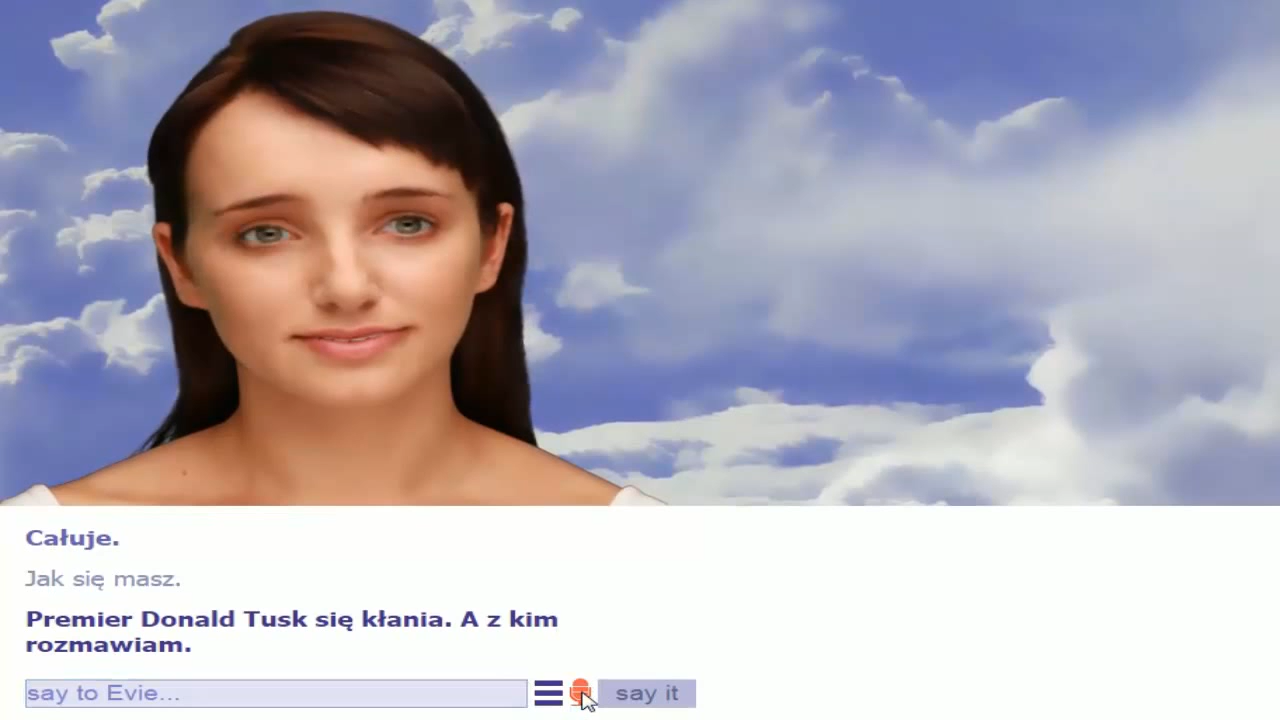 Całuje.
Jak się masz.
Premier Donald Tusk się kłania. A z kim
rozmawiam.
say to Evie...
say it